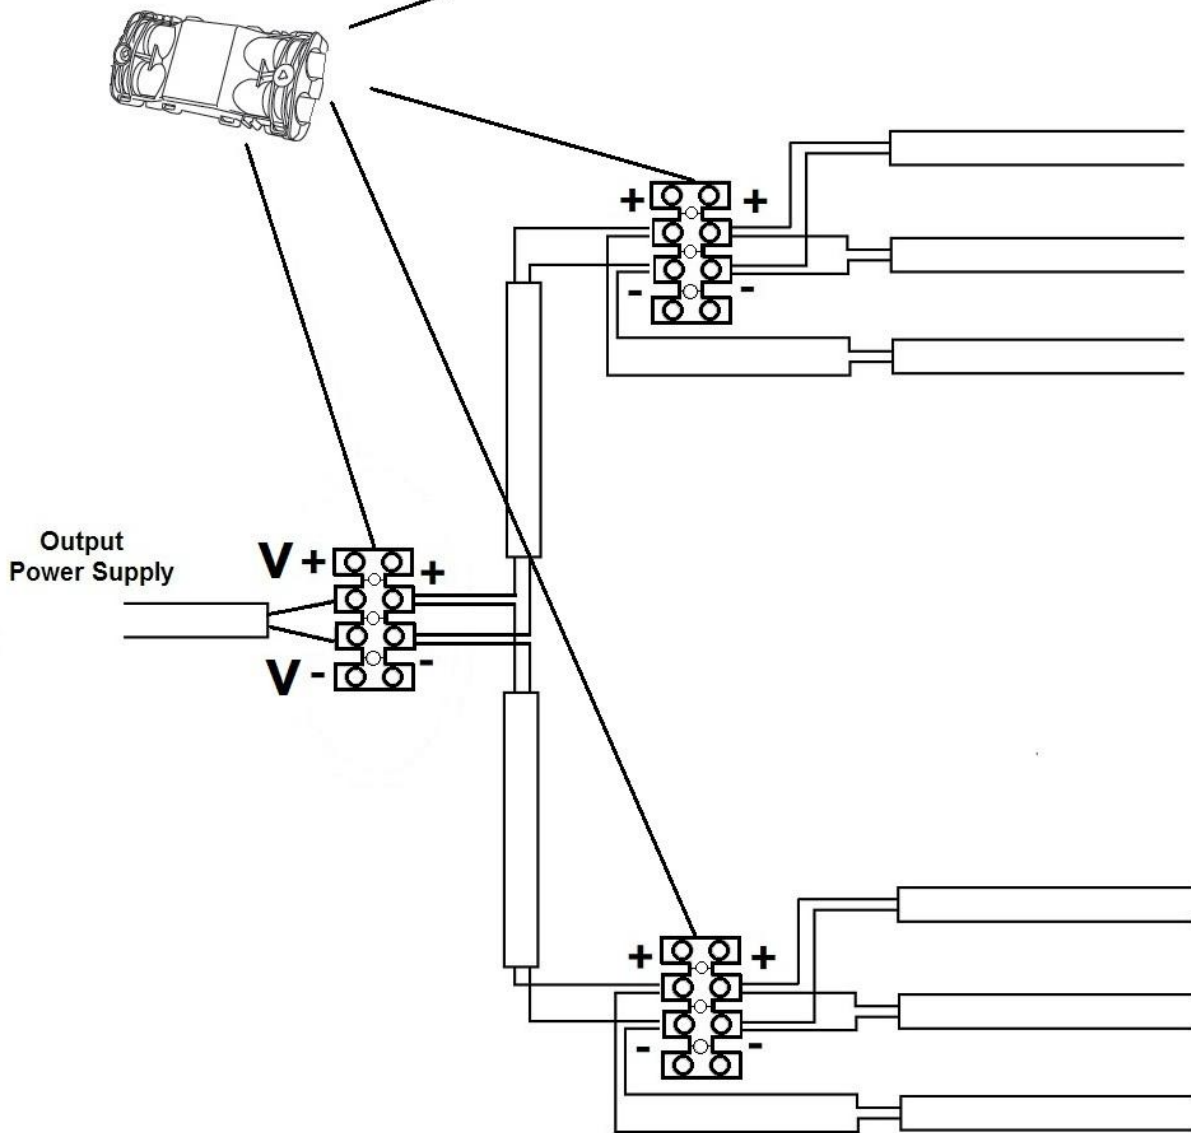 + +
- -
Output
Power Supply
V + +
V - -
+ +
- -